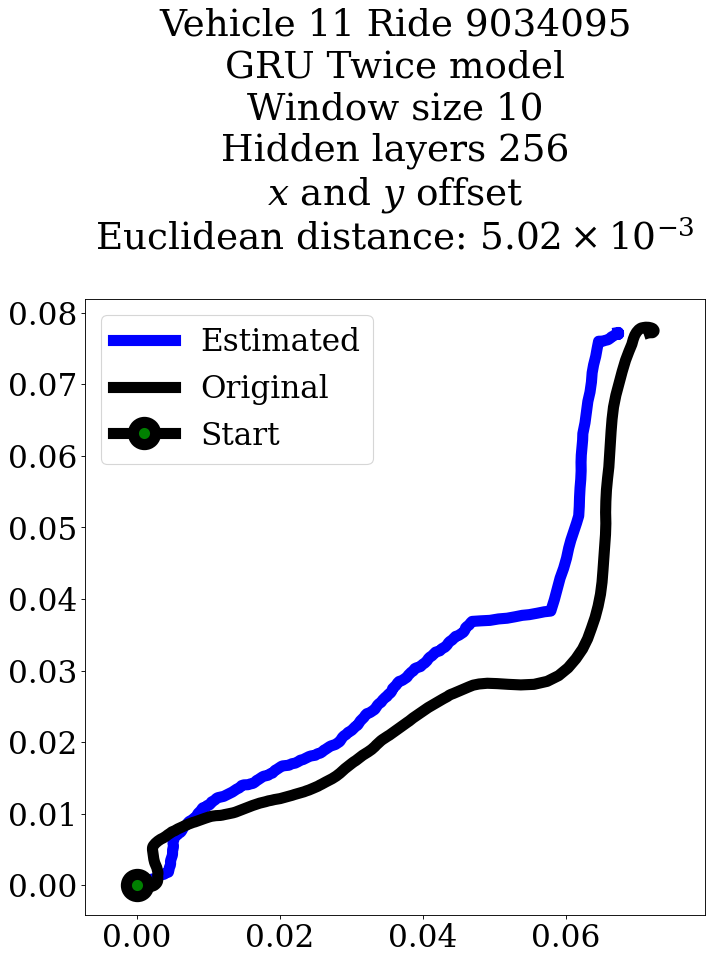 Vehicle 11 Ride 9034095
GRU Twice model
Window size 10
Hidden layers 256
x and y offset
Euclidean distance: 5.02 × 10⁻³
Estimated
Original
Start
0.08
0.07
0.06
0.05
0.04
0.03
0.02
0.01
0.00
0.00 0.02 0.04 0.06